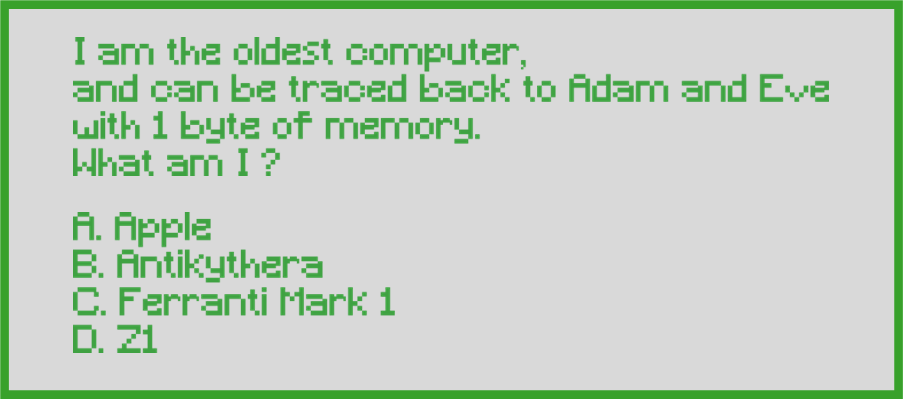 I am the oldest computer,
and can be traced back to Adam and Eve
with 1 byte of memory.
What am I ?
A. Apple
B. Antikythera
C. Ferranti Mark 1
D. Z1